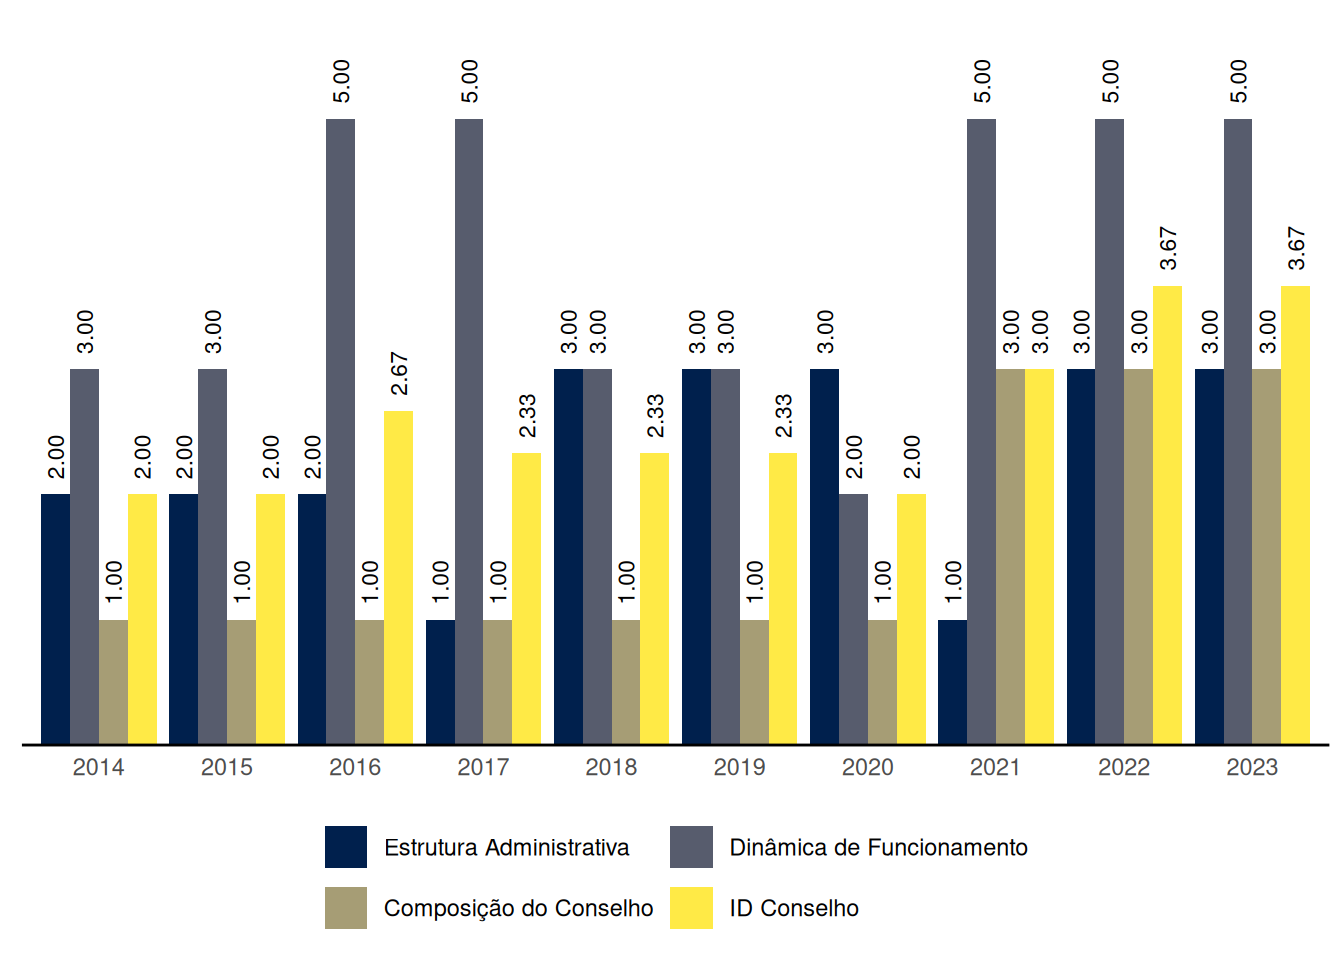 2.00 3.00 1.00 2.00
2.00 3.00 1.00 2.00
2.00 5.00 1.00 2.67
1.00 5.00 1.00 2.33
3.00 3.00 1.00 2.33
3.00 3.00 1.00 2.33
3.00 2.00 1.00 2.00
1.00 5.00 3.00 3.00
3.00 5.00 3.00 3.67
3.00 5.00 3.00 3.67
2014 2015 2016 2017 2018 2019 2020 2021 2022 2023
Estrutura Administrativa Dinâmica de Funcionamento
Composição do Conselho ID Conselho